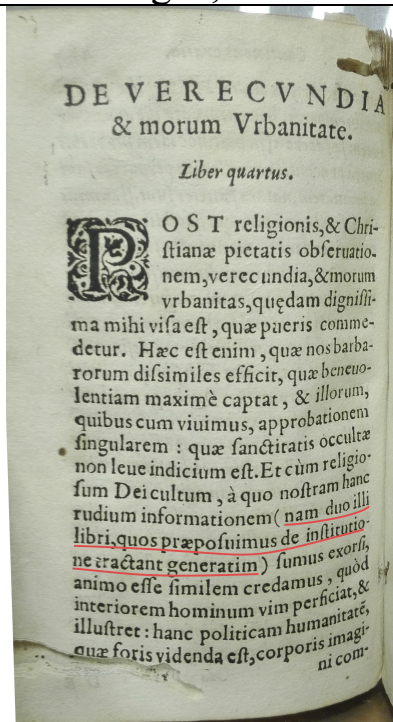 DE VERECVNDIA
& morum Vrbanitate.
Liber quartus.
POST religionis,& Chri-
ſtianæ pietatis obſeruatio-
nem,verecundia,&morum
vrbanitas,quędam digniſſi-
ma mihi viſa eſt, quæ pueris comme-
detur. Hæc eſt enim, quæ nos barba-
rorum diſsimiles efficit, quæ beneuo-
lentiam maximè captat, & illorum,
quibus cum viuimus, approbationem
ſingularem : quæ ſanctitatis occultæ
non leue indicium eſt. Et cùm religio-
ſum Dei cultum, à quo noſtram hanc
rudium informationem ( nam duo illi
libri,quos præpoſuimus de inſtitutio-
ne tractant generatim ) ſumus exorſi,
animo eſſe ſimilem credamus, quòd
interiorem hominum vim perficiat,&
illuſtret : hanc politicam humanitatē,
quæ foris videnda eſt,corporis imagi-
ni com-